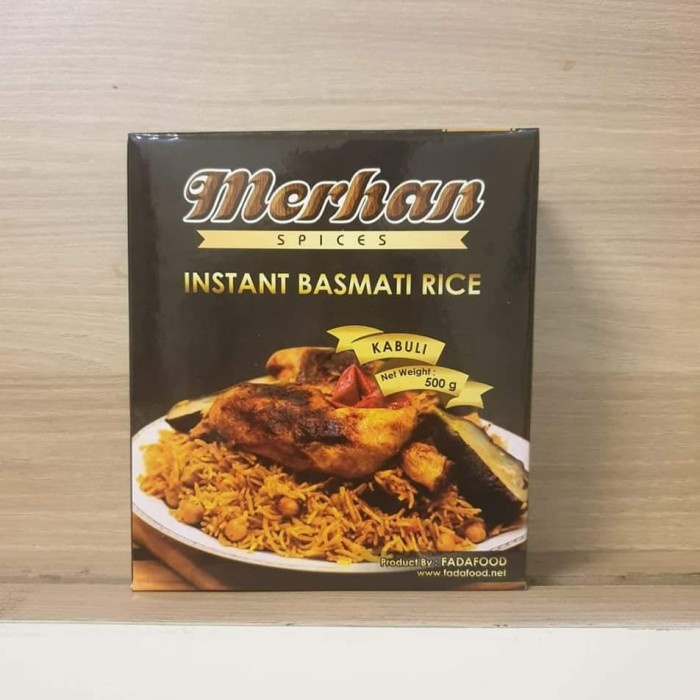 Merhan
SPICES
INSTANT BASMATI RICE
KABULI
Net Weight :
500 g
Product By : FADAFOOD
www.fadafood.net